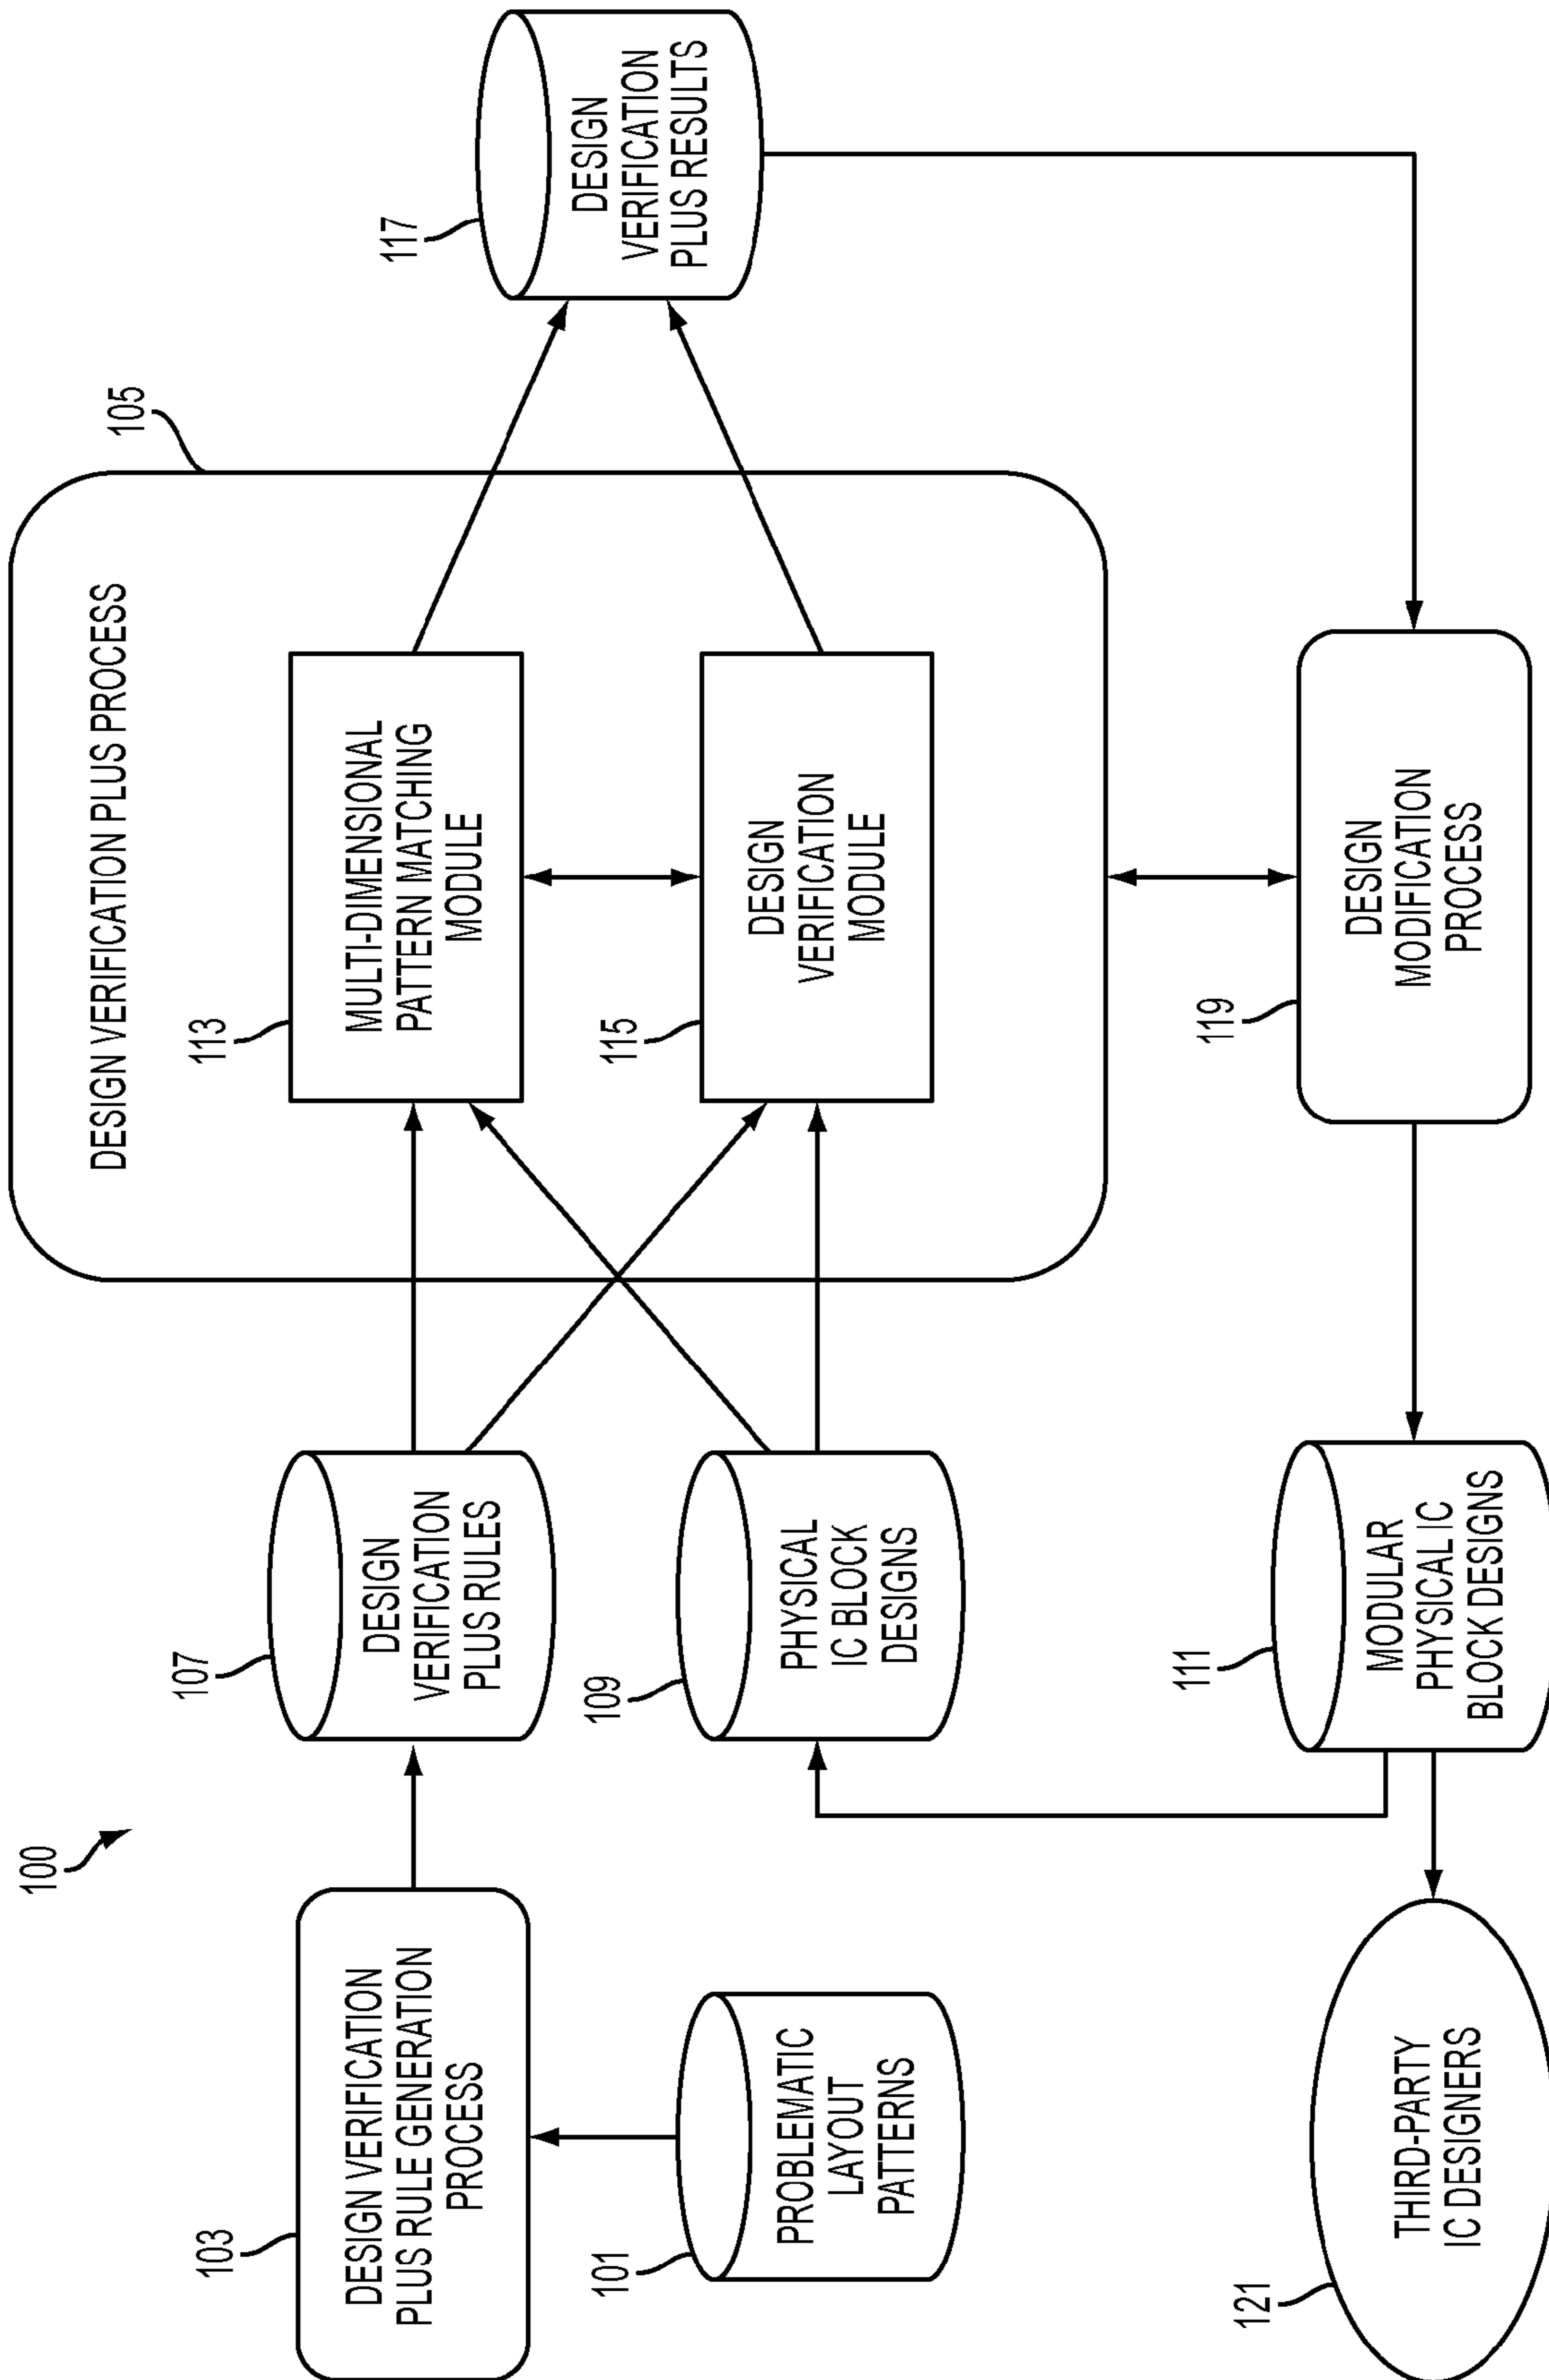 100
105
DESIGN VERIFICATION PLUS PROCESS
103
DESIGN VERIFICATION
PLUS RULE GENERATION
PROCESS
107
DESIGN
VERIFICATION
PLUS RULES
113
MULTI-DIMENSIONAL
PATTERN MATCHING
MODULE
117
DESIGN
VERIFICATION
PLUS RESULTS
101
PROBLEMATIC
LAYOUT
PATTERNS
109
PHYSICAL
IC BLOCK
DESIGNS
115
DESIGN
VERIFICATION
MODULE
121
THIRD-PARTY
IC DESIGNERS
111
MODULAR
PHYSICAL IC
BLOCK DESIGNS
119
DESIGN
MODIFICATION
PROCESS